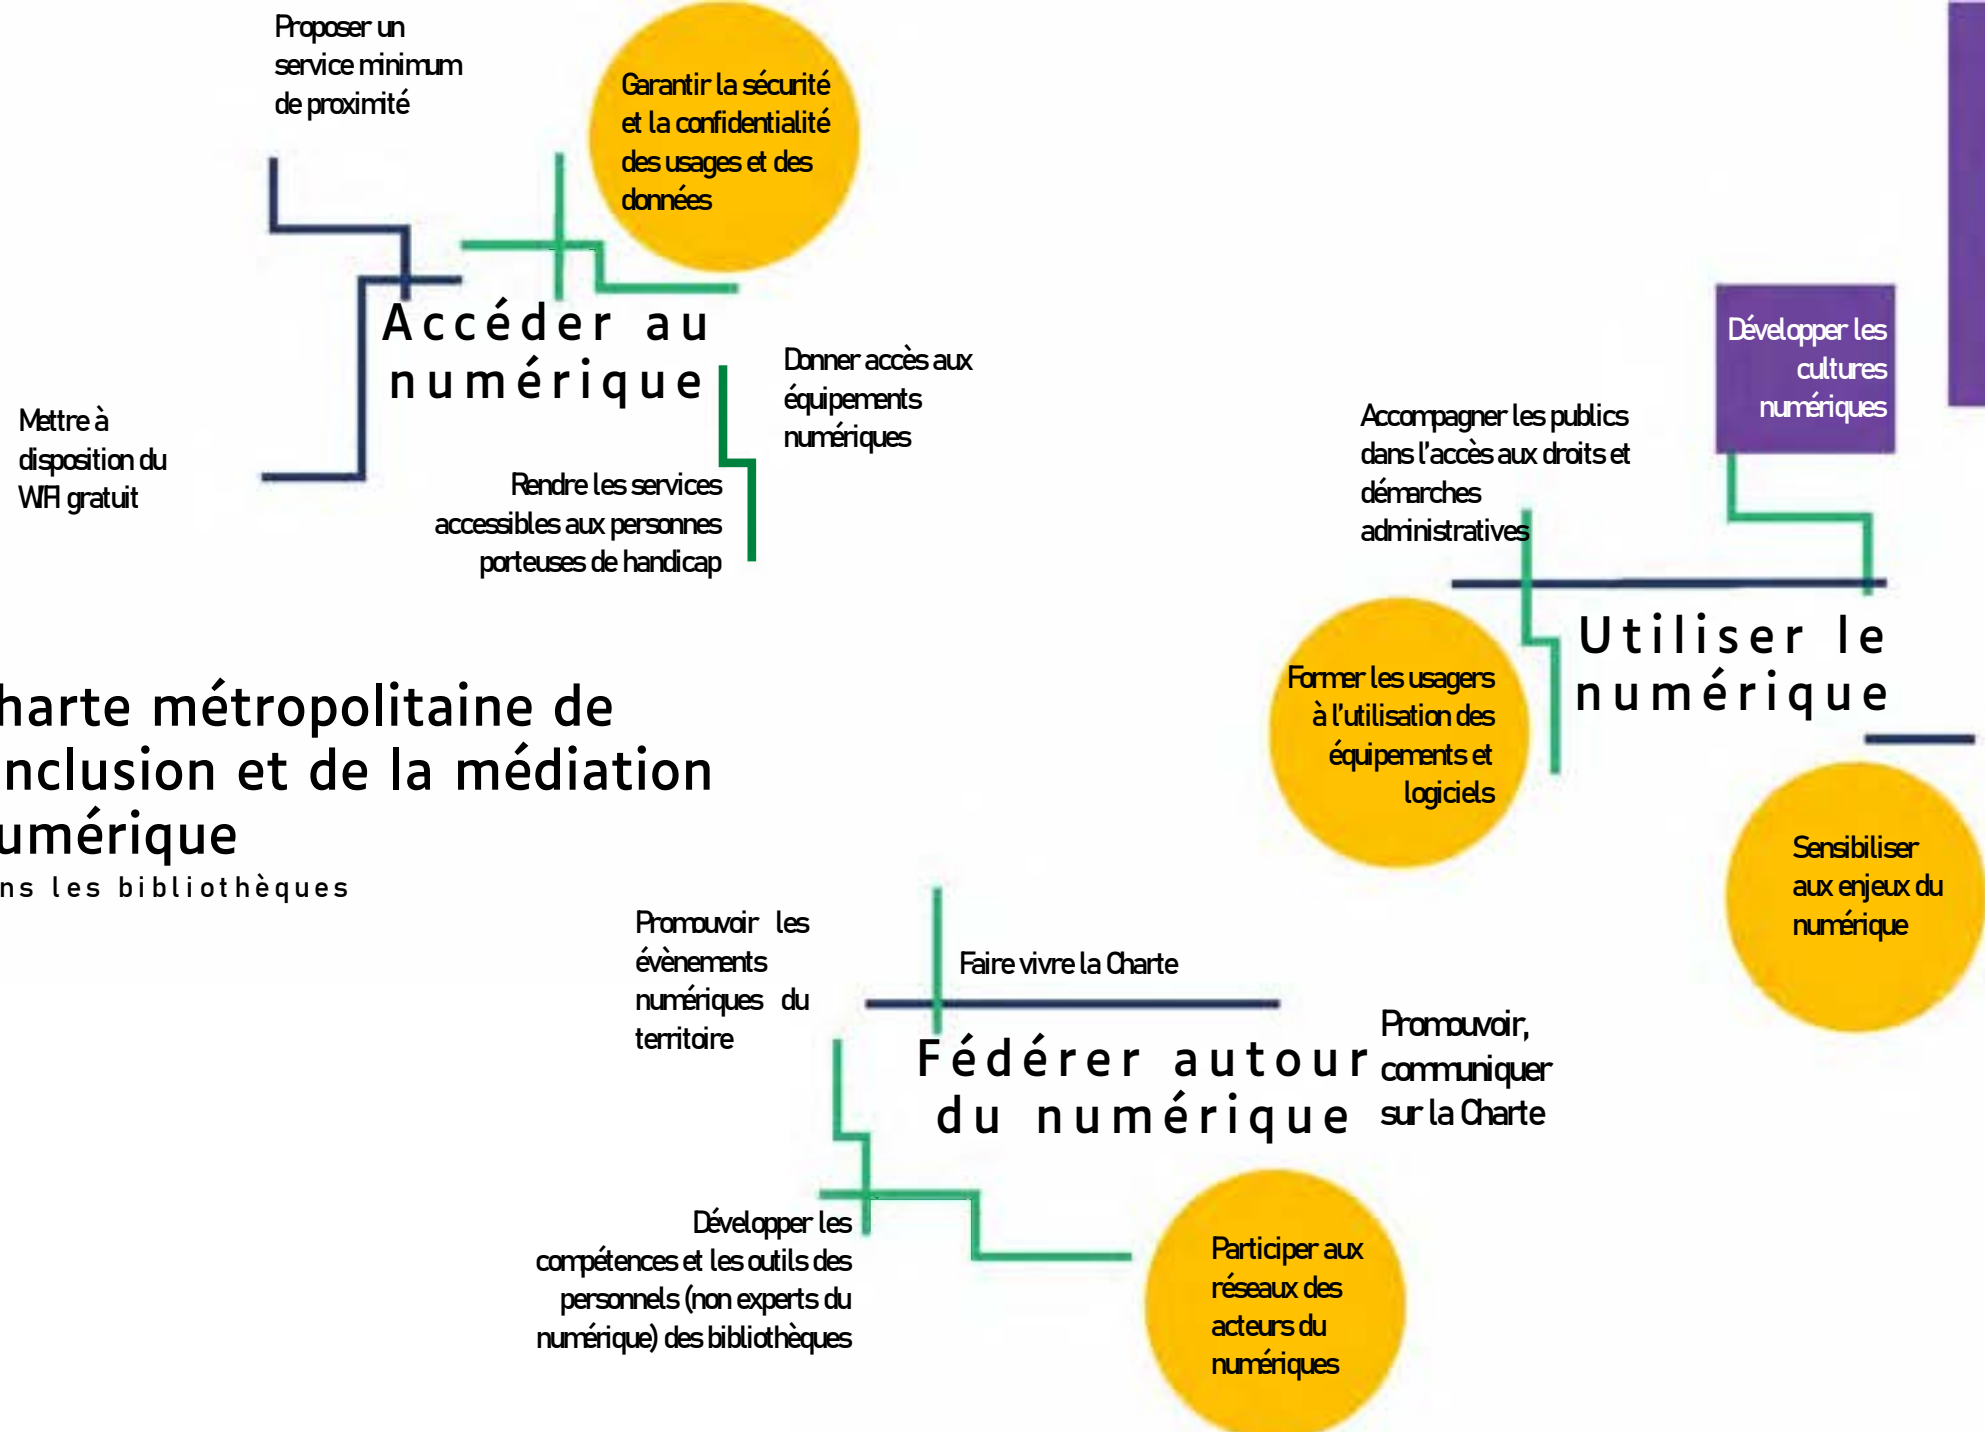 Proposer un
service minimum
de proximité
Garantir la sécurité
et la confidentialité
des usages et des
données
Accéder au
numérique
Donner accès aux
équipements
numériques
Mettre à
disposition du
WIFI gratuit
Rendre les services
accessibles aux personnes
porteuses de handicap
Développer les
cultures
numériques
Accompagner les publics
dans l'accès aux droits et
démarches
administratives
Utiliser le
numérique
Former les usagers
à l'utilisation des
équipements et
logiciels
Sensibiliser
aux enjeux du
numérique
harte métropolitaine de
inclusion et de la médiation
umérique
ns les bibliothèques
Promouvoir les
évènements
numériques du
territoire
Faire vivre la Charte
Fédérer autour
du numérique
Promouvoir,
communiquer
sur la Charte
Développer les
compétences et les outils des
personnels (non experts du
numérique) des bibliothèques
Participer aux
réseaux des
acteurs du
numériques